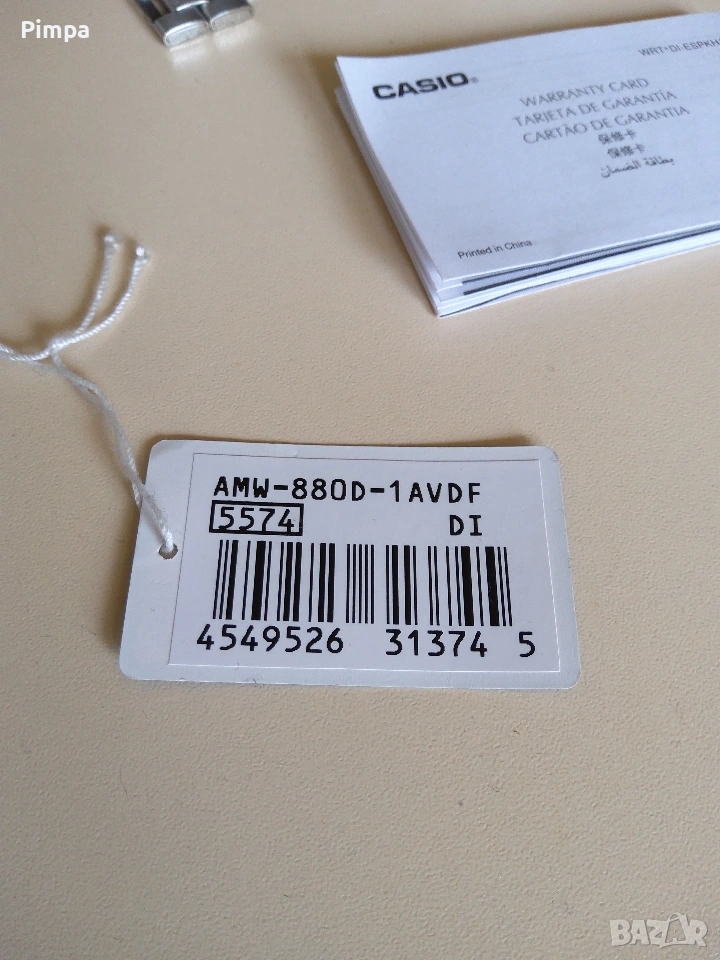 Pimpa
WRT•DI-ESPKH
CASIO®
WARRANTY CARD
TARJETA DE GARANTÍA
CARTÃO DE GARANTIA
保修卡
保修卡
بطاقة الضمان
Printed in China
AMW-880D-1AVDF
5574 DI
4549526 31374 5
BAZAR